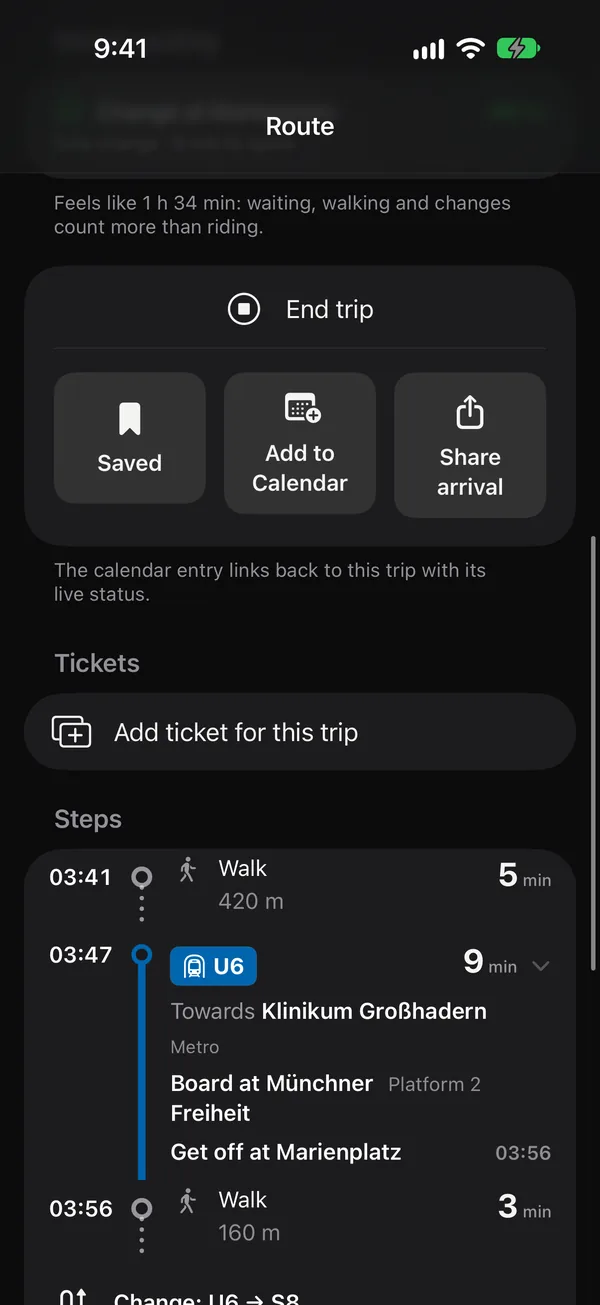 9:41
Route
Feels like 1 h 34 min: waiting, walking and changes
count more than riding.
End trip
Saved
Add to
Calendar
Share
arrival
The calendar entry links back to this trip with its
live status.
Tickets
Add ticket for this trip
Steps
03:41 Walk 5 min
420 m
03:47 U6 9 min
Towards Klinikum Großhadern
Metro
Board at Münchner Platform 2
Freiheit
Get off at Marienplatz 03:56
03:56 Walk 3 min
160 m
Change: U6 → S8